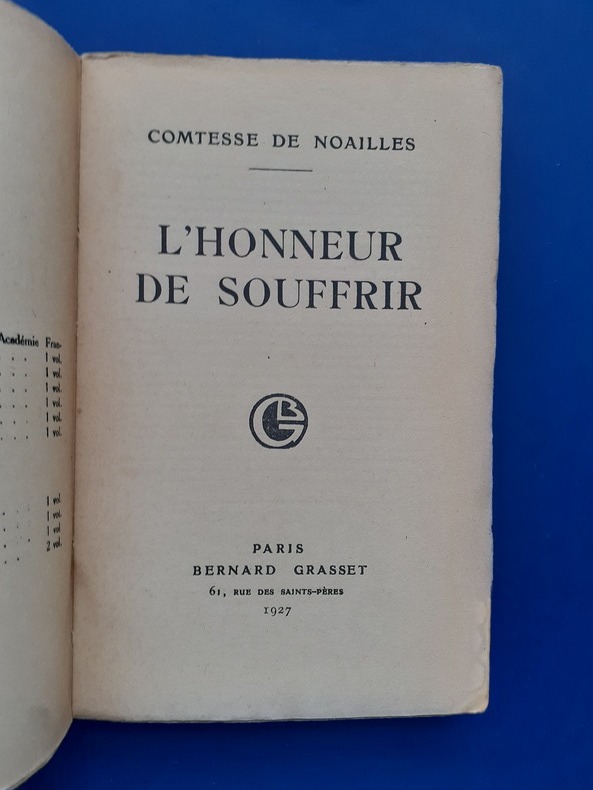 Académie Fran-
. . . 1 vol.
. . . 1 vol.
. . . 1 vol.
. . . 1 vol.
. . . 1 vol.
. . . 1 vol.
. . 1 vol.
. . 1 vol.
. . 1 vol.
. . 2 vol.
COMTESSE DE NOAILLES
L'HONNEUR
DE SOUFFRIR
BG
PARIS
BERNARD GRASSET
61, RUE DES SAINTS-PÈRES
1927